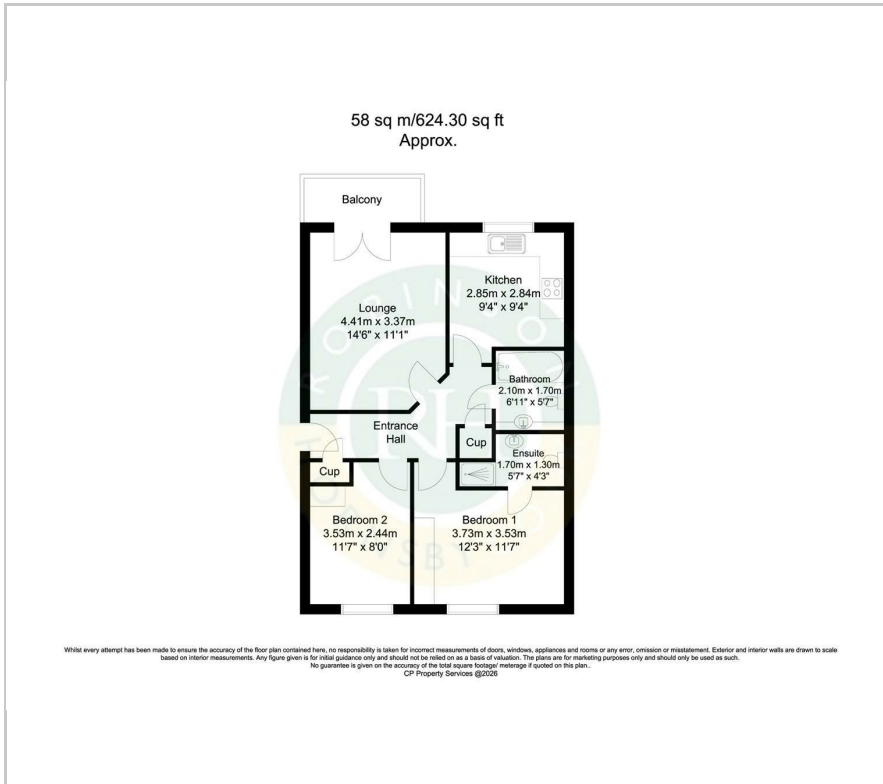 58 sq m/624.30 sq ft
Approx.
Balcony
Kitchen
2.85m x 2.84m
9'4" x 9'4"
Lounge
4.41m x 3.37m
14'6" x 11'1"
Bathroom
2.10m x 1.70m
6'11" x 5'7"
Entrance
Hall
Cup
Ensuite
1.70m x 1.30m
5'7" x 4'3"
Cup
Bedroom 2
3.53m x 2.44m
11'7" x 8'0"
Bedroom 1
3.73m x 3.53m
12'3" x 11'7"
ROBINSON
RH
HORNSBY
Whilst every attempt has been made to ensure the accuracy of the floor plan contained here, no responsibility is taken for incorrect measurements of doors, windows, appliances and rooms or any error, omission or misstatement. Exterior and interior walls are drawn to scale
based on interior measurements. Any figure given is for initial guidance only and should not be relied on as a basis of valuation. The plans are for marketing purposes only and should only be used as such.
No guarantee is given on the accuracy of the total square footage/ meterage if quoted on this plan..
CP Property Services @2026